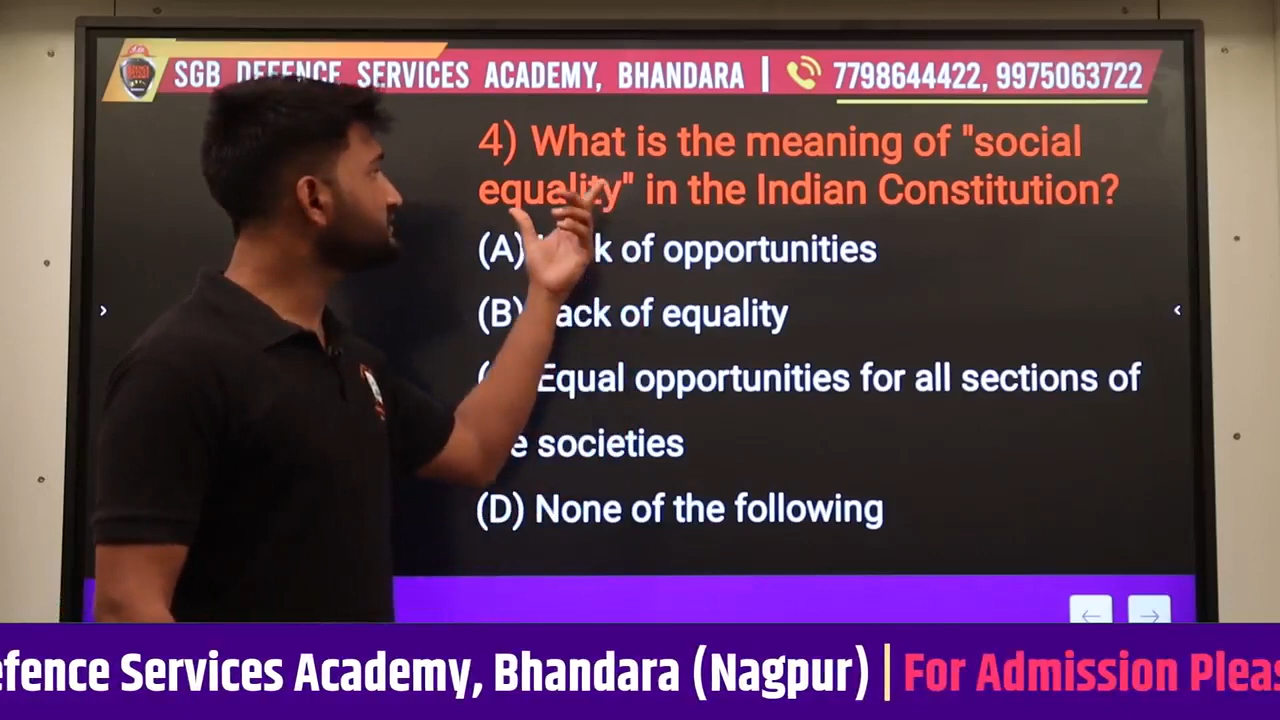 SGB DEFENCE SERVICES ACADEMY, BHANDARA | 7798644422, 9975063722
4) What is the meaning of "social
equality" in the Indian Constitution?
(A) k of opportunities
(B) Lack of equality
Equal opportunities for all sections of
e societies
(D) None of the following
efence Services Academy, Bhandara (Nagpur) | For Admission Pleas